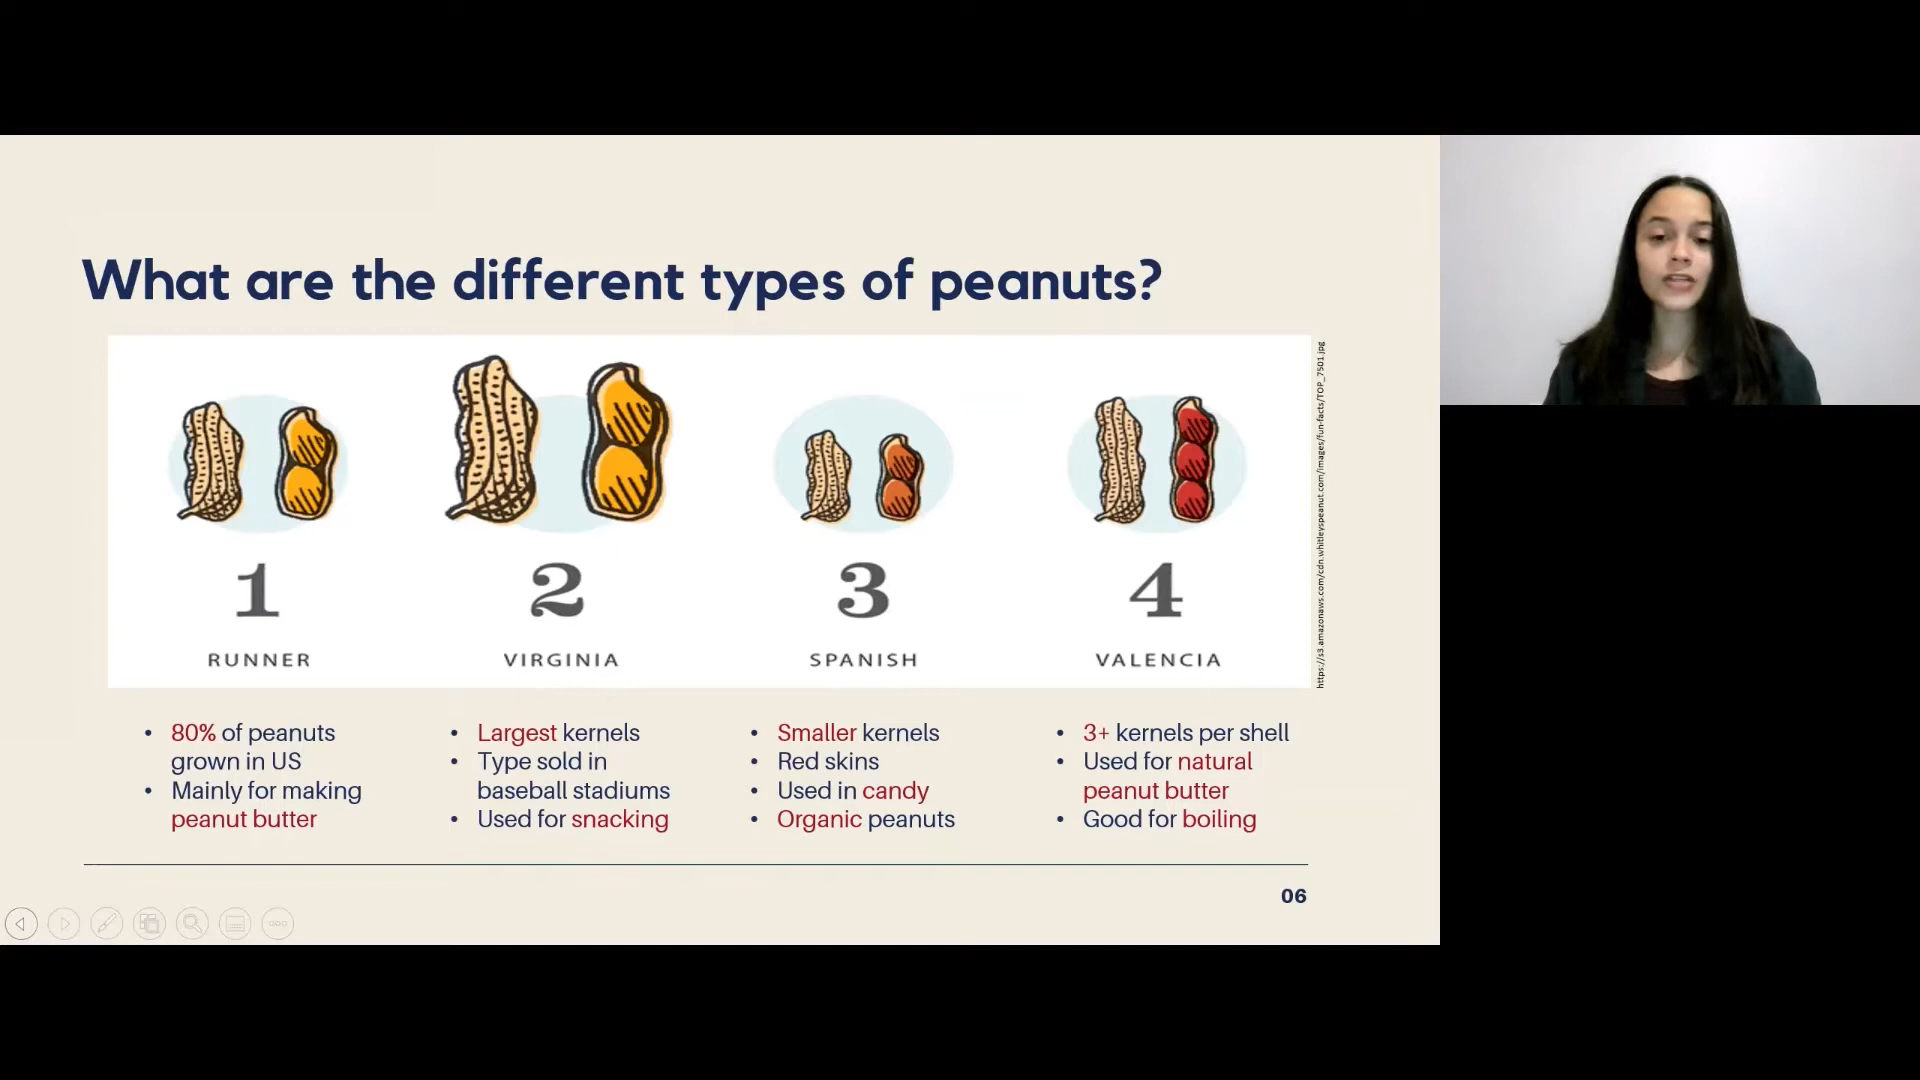 What are the different types of peanuts?
https://s3.amazonaws.com/cdn.whitleyspeanut.com/images/fun-facts/TOP_7501.jpg
1
RUNNER
2
VIRGINIA
3
SPANISH
4
VALENCIA
• 80% of peanuts
grown in US
• Mainly for making
peanut butter
• Largest kernels
• Type sold in
baseball stadiums
• Used for snacking
• Smaller kernels
• Red skins
• Used in candy
• Organic peanuts
• 3+ kernels per shell
• Used for natural
peanut butter
• Good for boiling
06